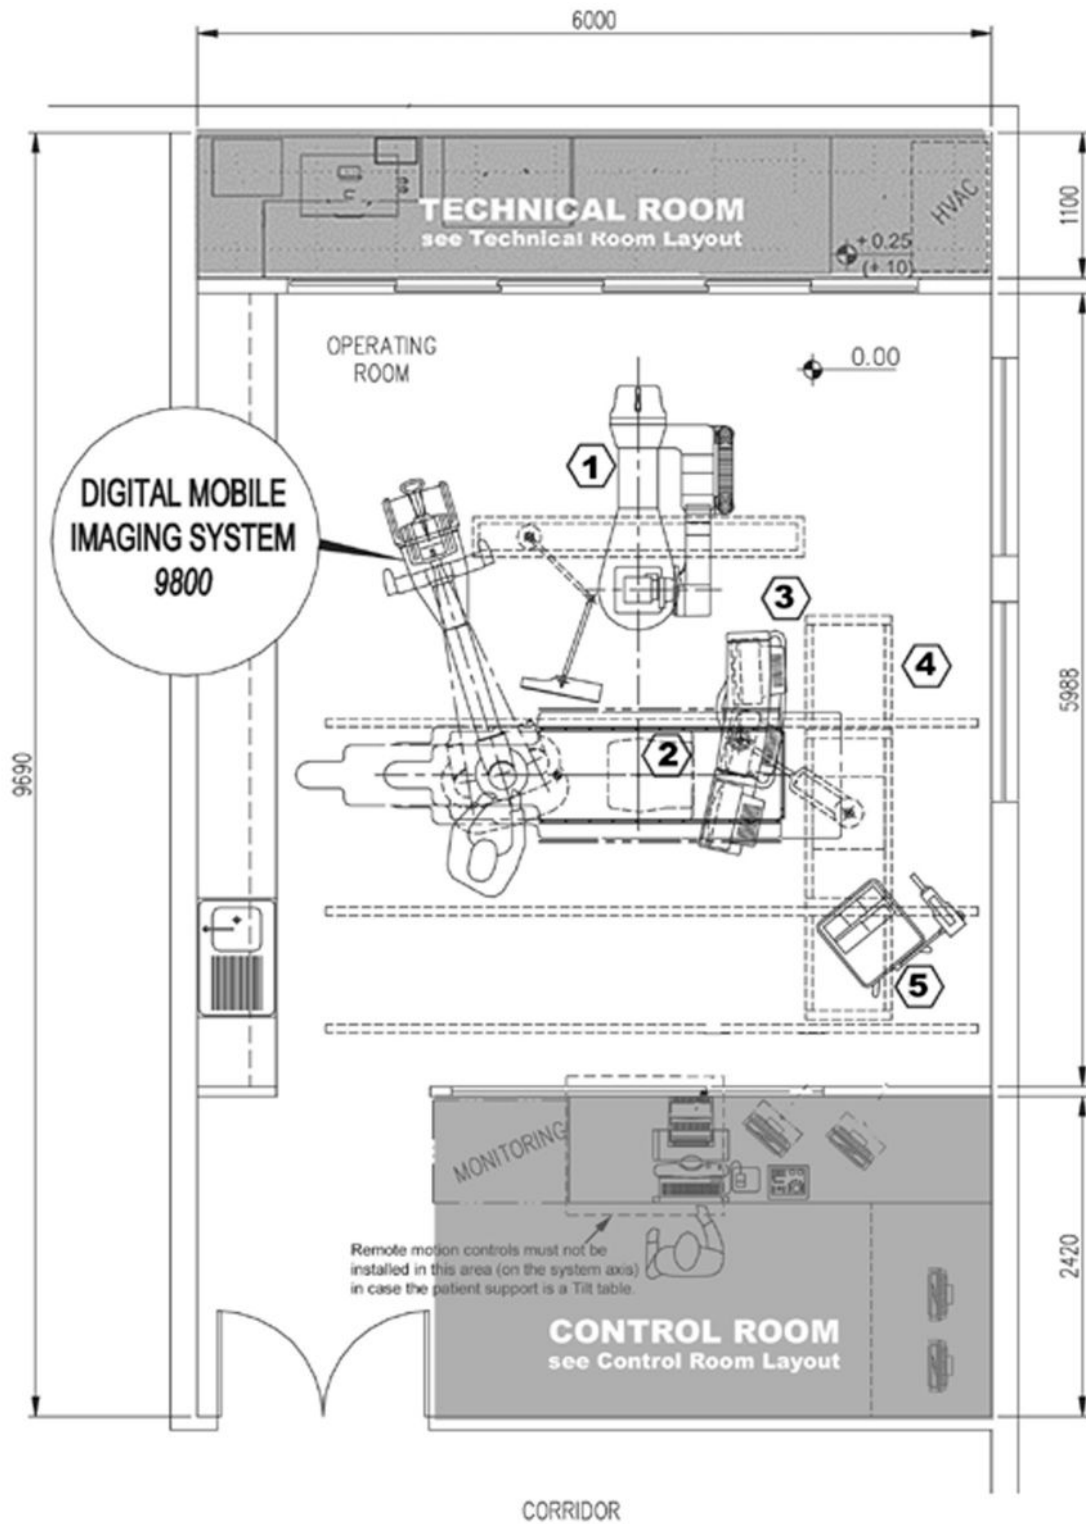 6000
TECHNICAL ROOM
see Technical Room Layout
HVAC
+ 0.25
(+ 10)
1100
OPERATING
ROOM
0.00
1
DIGITAL MOBILE
IMAGING SYSTEM
9800
3
4
2
5988
9690
5
MONITORING
Remote motion controls must not be
installed in this area (on the system axis)
in case the patient support is a Tilt table.
2420
CONTROL ROOM
see Control Room Layout
CORRIDOR